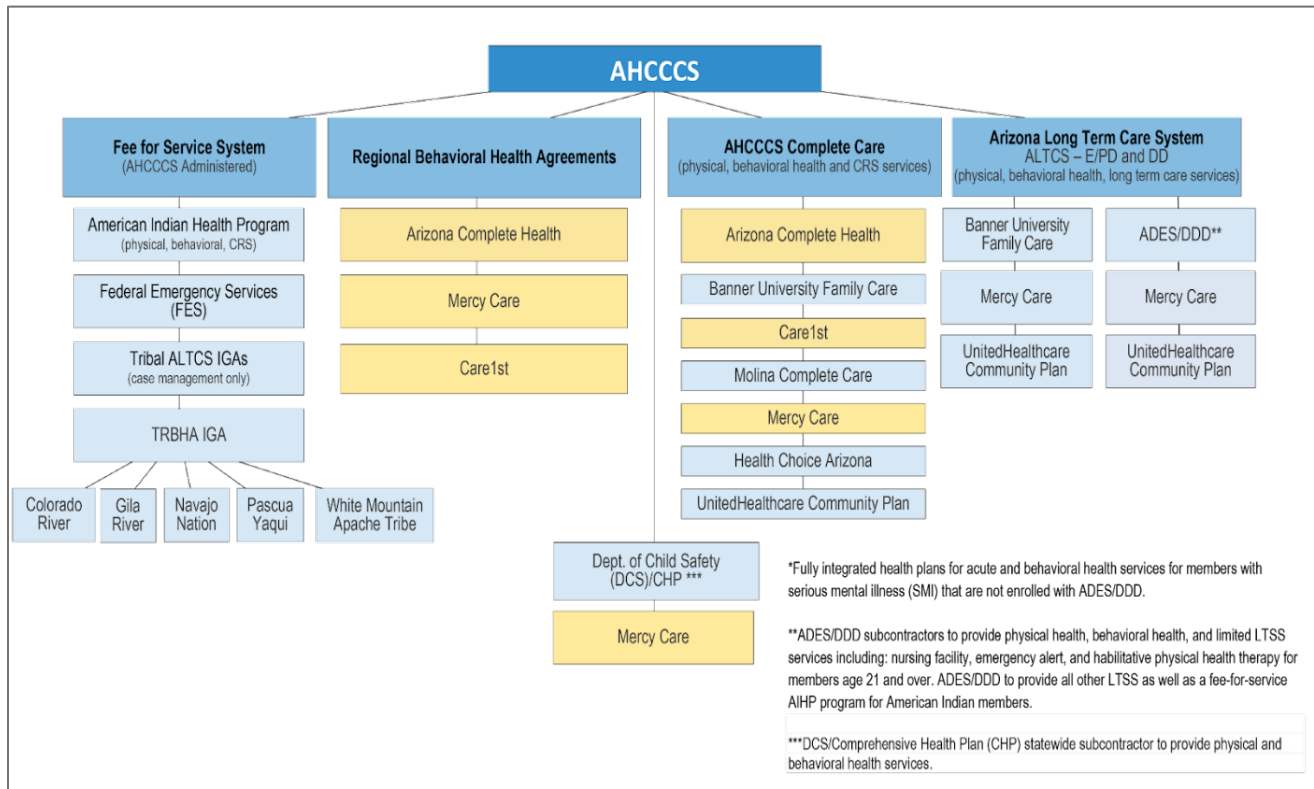 AHCCCS
Fee for Service System
(AHCCCS Administered)
American Indian Health Program
(physical, behavioral, CRS)
Federal Emergency Services
(FES)
Tribal ALTCS IGAs
(case management only)
TRBHA IGA
Colorado
River
Gila
River
Navajo
Nation
Pascua
Yaqui
White Mountain
Apache Tribe
Regional Behavioral Health Agreements
Arizona Complete Health
Mercy Care
Care1st
Dept. of Child Safety
(DCS)/CHP ***
Mercy Care
AHCCCS Complete Care
(physical, behavioral health and CRS services)
Arizona Complete Health
Banner University Family Care
Care1st
Molina Complete Care
Mercy Care
Health Choice Arizona
UnitedHealthcare Community Plan
Arizona Long Term Care System
ALTCS – E/PD and DD
(physical, behavioral health, long term care services)
Banner University
Family Care
Mercy Care
UnitedHealthcare
Community Plan
ADES/DDD**
Mercy Care
UnitedHealthcare
Community Plan
*Fully integrated health plans for acute and behavioral health services for members with
serious mental illness (SMI) that are not enrolled with ADES/DDD.
**ADES/DDD subcontractors to provide physical health, behavioral health, and limited LTSS
services including: nursing facility, emergency alert, and habilitative physical health therapy for
members age 21 and over. ADES/DDD to provide all other LTSS as well as a fee-for-service
AIHP program for American Indian members.
***DCS/Comprehensive Health Plan (CHP) statewide subcontractor to provide physical and
behavioral health services.